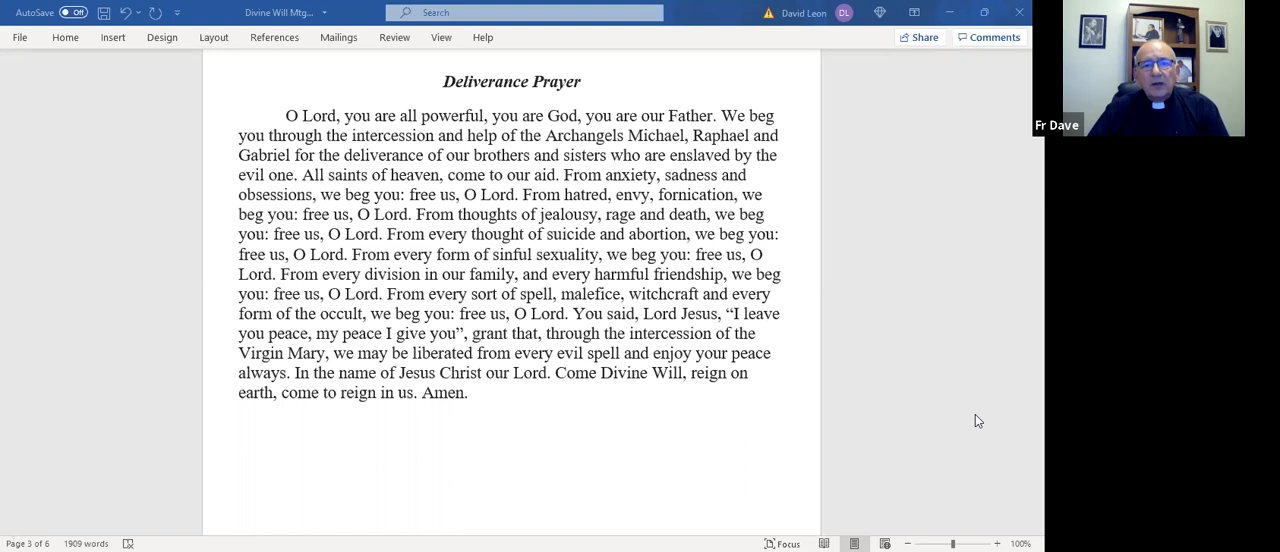 AutoSave Off Divine Will Mtg... Search David Leon DL
File Home Insert Design Layout References Mailings Review View Help Share Comments
Deliverance Prayer
O Lord, you are all powerful, you are God, you are our Father. We beg
you through the intercession and help of the Archangels Michael, Raphael and
Gabriel for the deliverance of our brothers and sisters who are enslaved by the
evil one. All saints of heaven, come to our aid. From anxiety, sadness and
obsessions, we beg you: free us, O Lord. From hatred, envy, fornication, we
beg you: free us, O Lord. From thoughts of jealousy, rage and death, we beg
you: free us, O Lord. From every thought of suicide and abortion, we beg you:
free us, O Lord. From every form of sinful sexuality, we beg you: free us, O
Lord. From every division in our family, and every harmful friendship, we beg
you: free us, O Lord. From every sort of spell, malefice, witchcraft and every
form of the occult, we beg you: free us, O Lord. You said, Lord Jesus, “I leave
you peace, my peace I give you”, grant that, through the intercession of the
Virgin Mary, we may be liberated from every evil spell and enjoy your peace
always. In the name of Jesus Christ our Lord. Come Divine Will, reign on
earth, come to reign in us. Amen.
Fr Dave
Page 3 of 6 1909 words Focus 100%